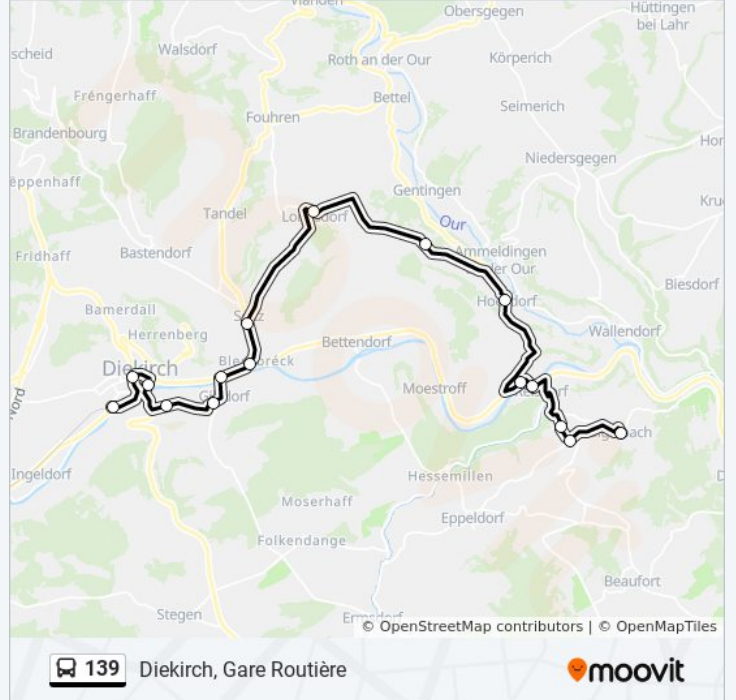 Vianden
Obersgegen
Hüttingen
bei Lahr
scheid
Walsdorf
Roth an der Our
Körperich
Fréngerhaff
Bettel
Seimerich
Fouhren
Brandenbourg
Hor
Niedersgegen
ëppenhaff
Gentingen
Kru
Tandel
Our
Fridhaff
Bastendorf
Ammeldingen
der Our
Biesdorf
Bamerdall
Herrenberg
Wallendorf
Bettendorf
Diekirch
Moestroff
Nord
Ingeldorf
Hessemillen
D
Moserhaff
Eppeldorf
Folkendange
Beaufort
Stegen
Ermsdorf
© OpenStreetMap contributors | © OpenMapTiles
139 Diekirch, Gare Routière
moovit